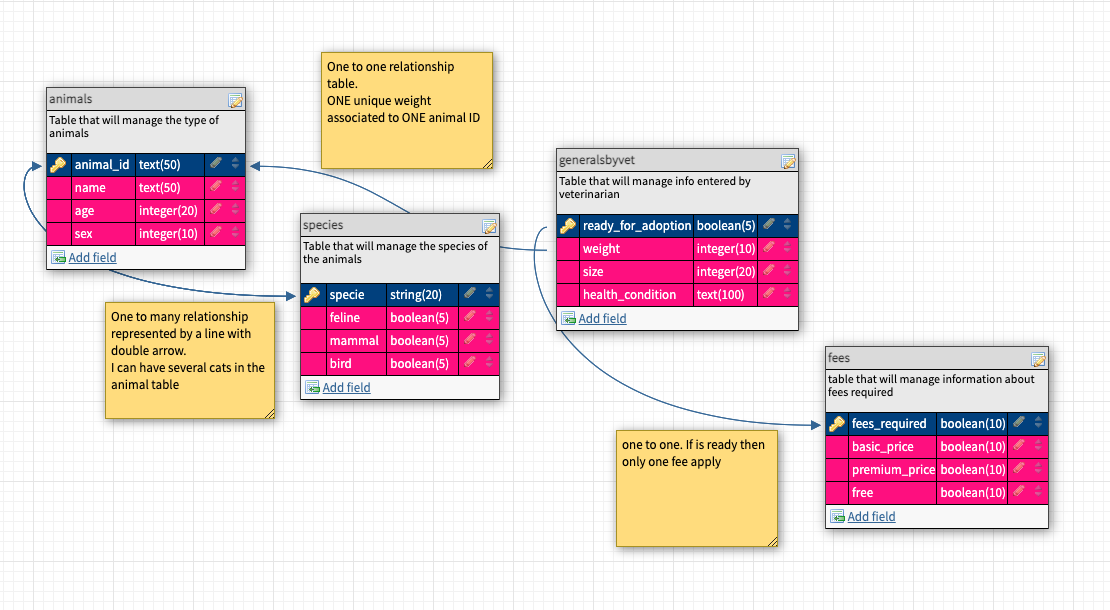 One to one relationship
table.
ONE unique weight
associated to ONE animal ID
animals
Table that will manage the type of
animals
animal_id text(50)
name text(50)
age integer(20)
sex integer(10)
Add field
generalsbyvet
Table that will manage info entered by
veterinarian
ready_for_adoption boolean(5)
weight integer(10)
size integer(20)
health_condition text(100)
Add field
species
Table that will manage the species of
the animals
specie string(20)
feline boolean(5)
mammal boolean(5)
bird boolean(5)
Add field
One to many relationship
represented by a line with
double arrow.
I can have several cats in the
animal table
fees
table that will manage information about
fees required
fees_required boolean(10)
basic_price boolean(10)
premium_price boolean(10)
free boolean(10)
Add field
one to one. If is ready then
only one fee apply